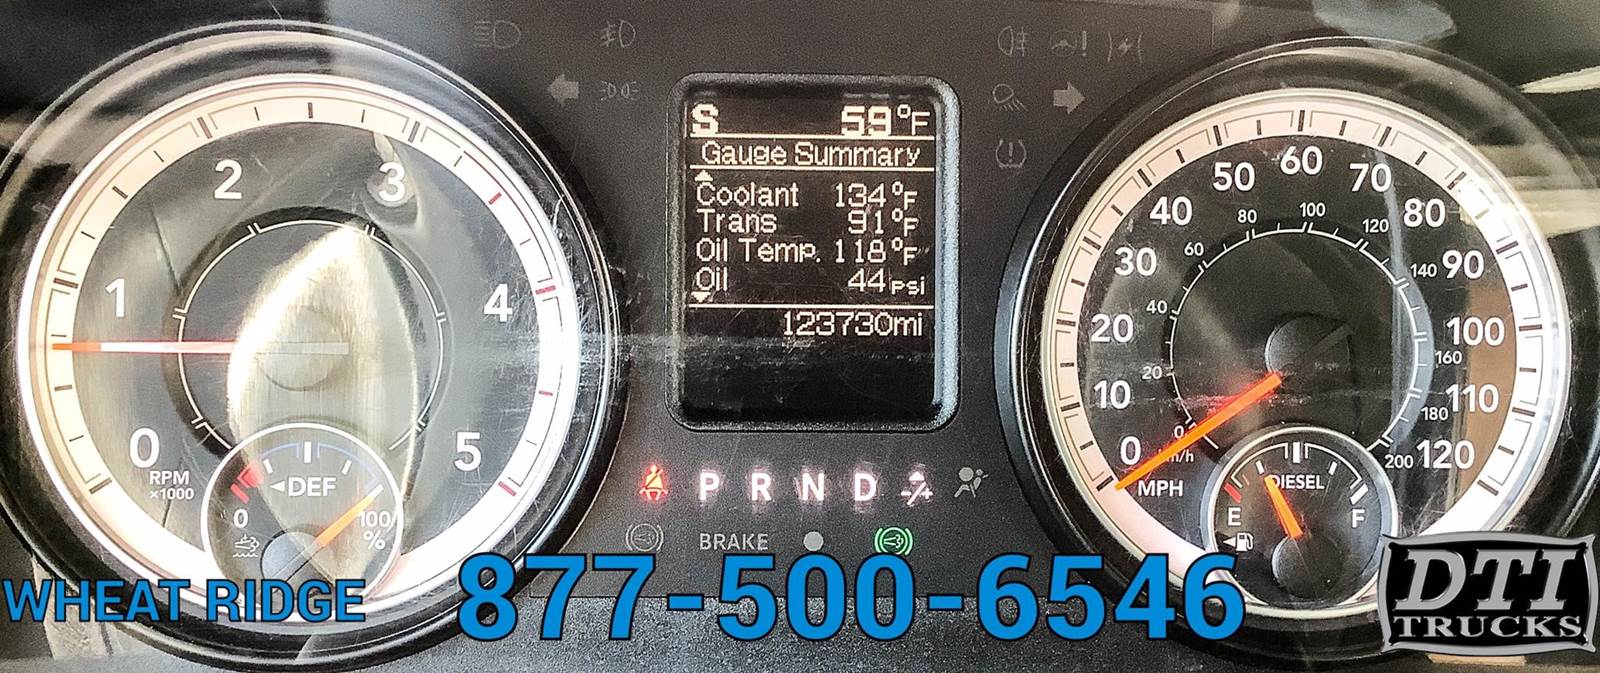 S 59°F
Gauge Summary
Coolant 134°F
Trans 91°F
Oil Temp. 118°F
Oil 44psi
123730mi
0 1 2 3 4 5
RPM
x1000
DEF
0 100
%
P R N D
BRAKE
0 10 20 30 40 50 60 70 80 90 100 110 120
MPH
0 20 40 60 80 100 120 140 160 180 200
km/h
DIESEL
E F
WHEAT RIDGE
877-500-6546
DTI
TRUCKS